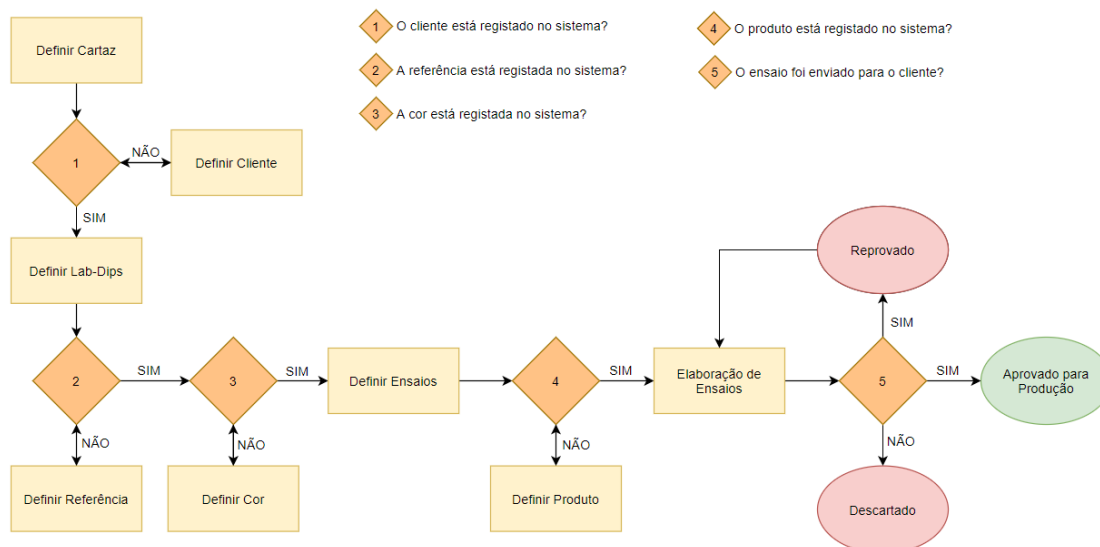 Definir Cartaz
1
O cliente está registado no sistema?
4
O produto está registado no sistema?
2
A referência está registada no sistema?
5
O ensaio foi enviado para o cliente?
3
A cor está registada no sistema?
1
NÃO
Definir Cliente
SIM
Definir Lab-Dips
Reprovado
SIM
2
SIM
3
SIM
Definir Ensaios
4
SIM
Elaboração de
Ensaios
5
SIM
Aprovado para
Produção
NÃO
NÃO
NÃO
NÃO
Definir Referência
Definir Cor
Definir Produto
Descartado